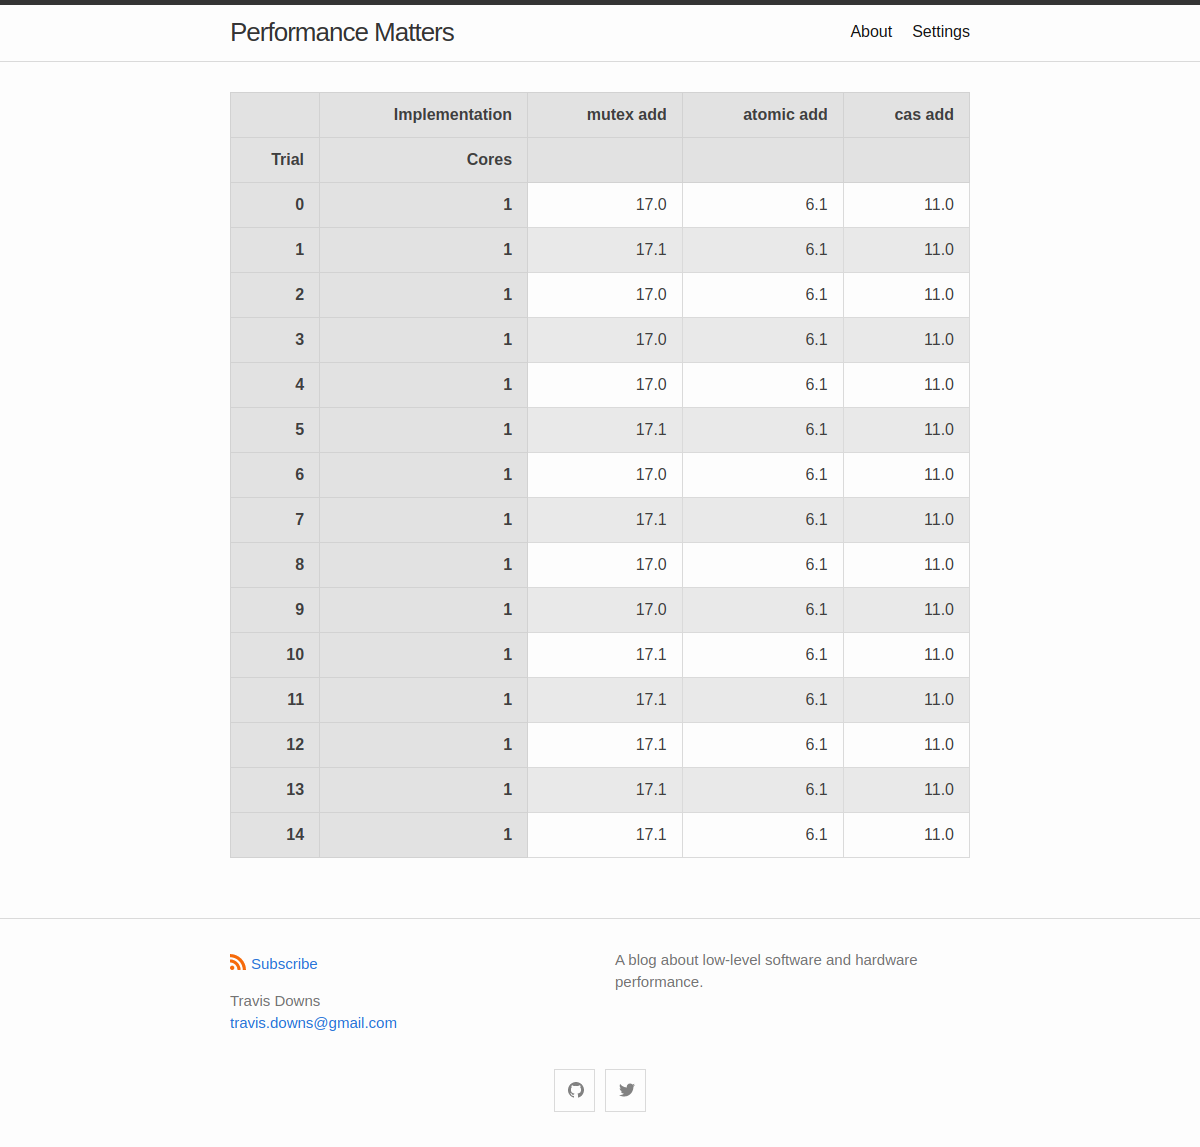 Performance Matters
About Settings
Implementation mutex add atomic add cas add
Trial Cores
0 1 17.0 6.1 11.0
1 1 17.1 6.1 11.0
2 1 17.0 6.1 11.0
3 1 17.0 6.1 11.0
4 1 17.0 6.1 11.0
5 1 17.1 6.1 11.0
6 1 17.0 6.1 11.0
7 1 17.1 6.1 11.0
8 1 17.0 6.1 11.0
9 1 17.0 6.1 11.0
10 1 17.1 6.1 11.0
11 1 17.1 6.1 11.0
12 1 17.1 6.1 11.0
13 1 17.1 6.1 11.0
14 1 17.1 6.1 11.0
Subscribe
Travis Downs
travis.downs@gmail.com
A blog about low-level software and hardware
performance.